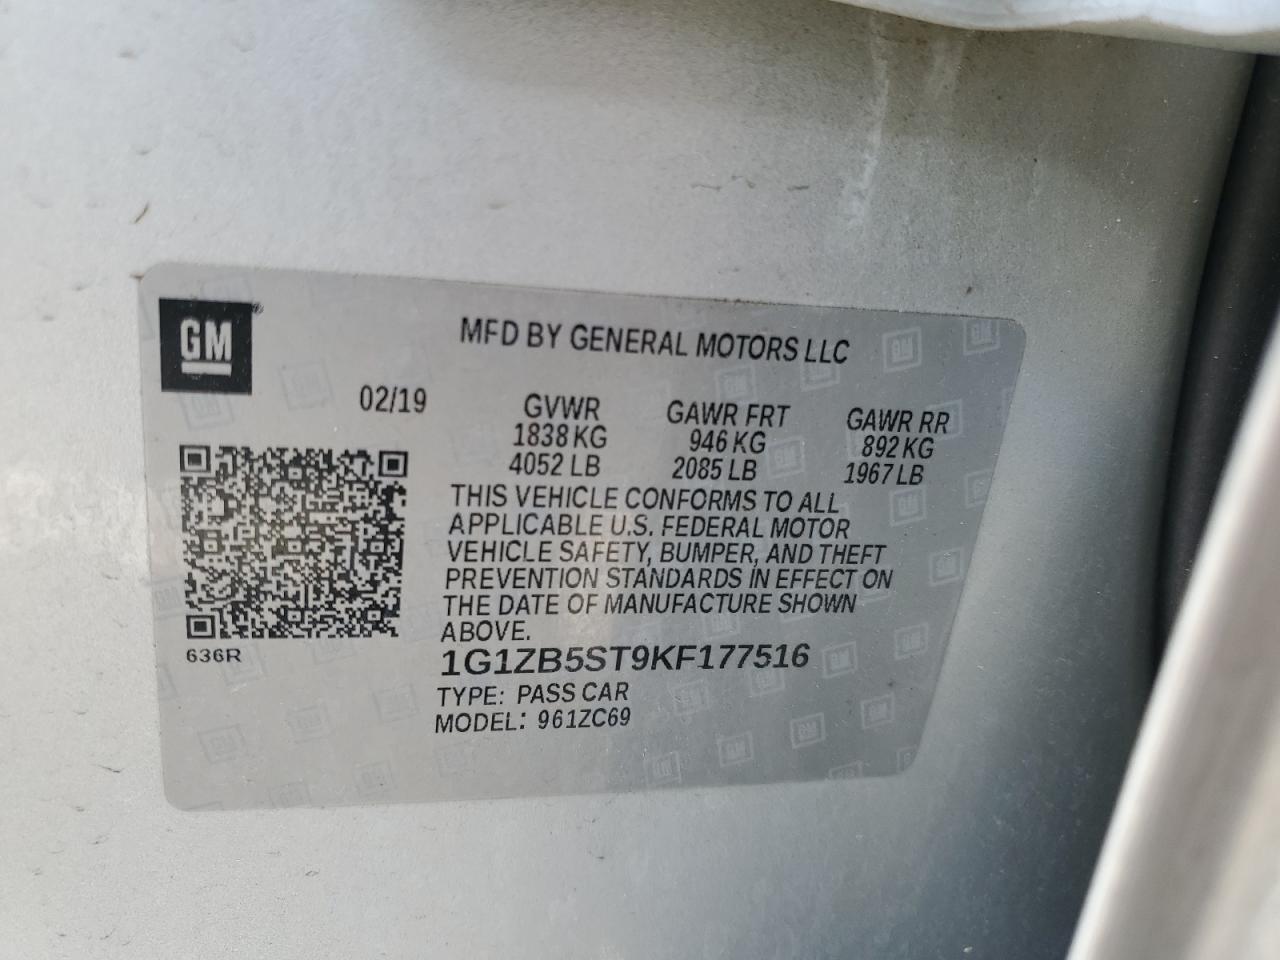 GM
MFD BY GENERAL MOTORS LLC
02/19
GVWR GAWR FRT GAWR RR
1838 KG 946 KG 892 KG
4052 LB 2085 LB 1967 LB
THIS VEHICLE CONFORMS TO ALL
APPLICABLE U.S. FEDERAL MOTOR
VEHICLE SAFETY, BUMPER, AND THEFT
PREVENTION STANDARDS IN EFFECT ON
THE DATE OF MANUFACTURE SHOWN
ABOVE.
636R
1G1ZB5ST9KF177516
TYPE: PASS CAR
MODEL: 961ZC69